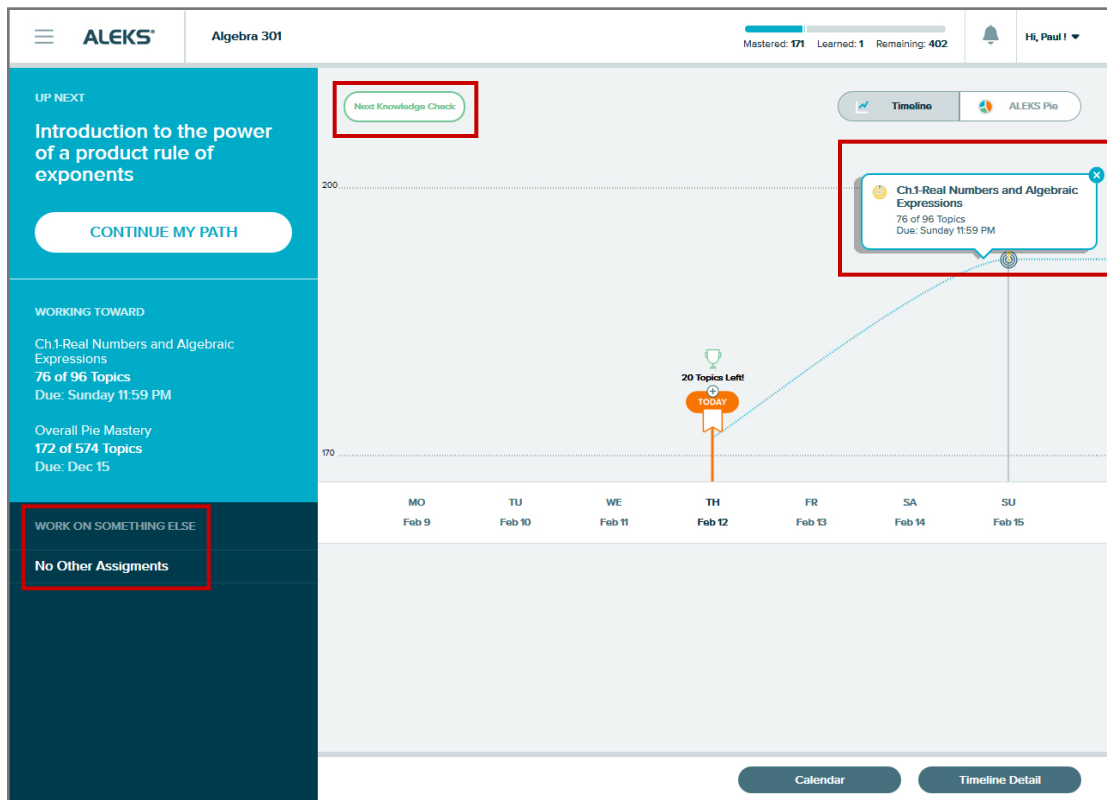 ALEKS®
Algebra 301
Mastered: 171 Learned: 1 Remaining: 402
Hi, Paul !
UP NEXT
Introduction to the power
of a product rule of
exponents
CONTINUE MY PATH
WORKING TOWARD
Ch.1-Real Numbers and Algebraic
Expressions
76 of 96 Topics
Due: Sunday 11:59 PM
Overall Pie Mastery
172 of 574 Topics
Due: Dec 15
WORK ON SOMETHING ELSE
No Other Assigments
Next Knowledge Check
Timeline
ALEKS Pie
200
Ch.1-Real Numbers and Algebraic
Expressions
76 of 96 Topics
Due: Sunday 11:59 PM
20 Topics Left!
TODAY
170
MO TU WE TH FR SA SU
Feb 9 Feb 10 Feb 11 Feb 12 Feb 13 Feb 14 Feb 15
Calendar
Timeline Detail